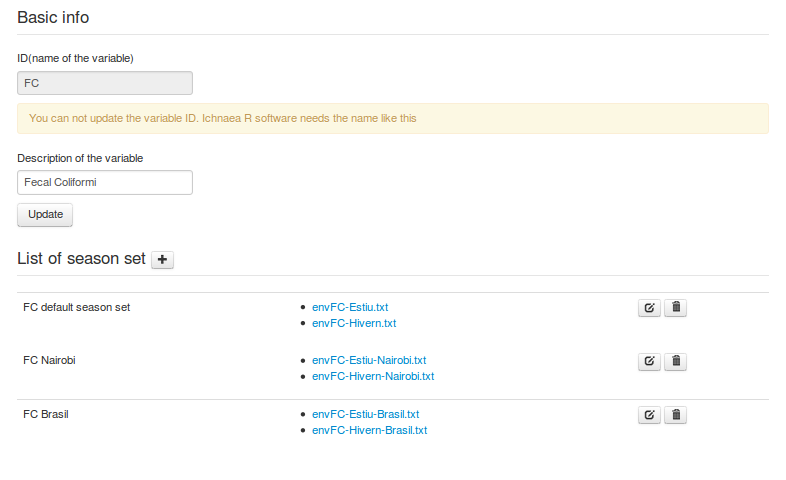 Basic info
ID(name of the variable)
FC
You can not update the variable ID. Ichnaea R software needs the name like this
Description of the variable
Fecal Coliformi
Update
List of season set
FC default season set
envFC-Estiu.txt
envFC-Hivern.txt
FC Nairobi
envFC-Estiu-Nairobi.txt
envFC-Hivern-Nairobi.txt
FC Brasil
envFC-Estiu-Brasil.txt
envFC-Hivern-Brasil.txt